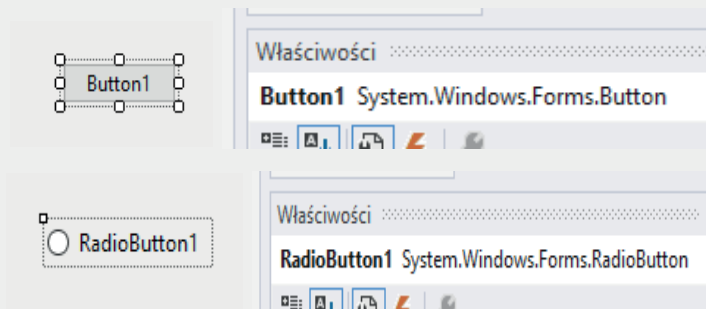 Button1
Właściwości
Button1 System.Windows.Forms.Button
RadioButton1
Właściwości
RadioButton1 System.Windows.Forms.RadioButton